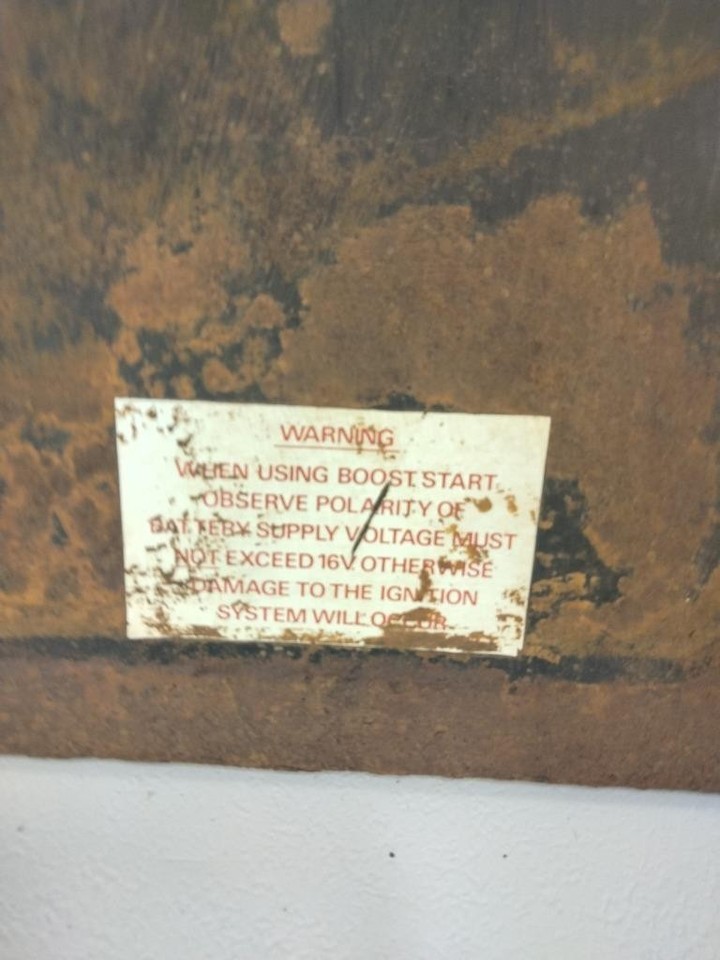 WARNING
WHEN USING BOOST START
OBSERVE POLARITY OF
BATTERY SUPPLY VOLTAGE MUST
NOT EXCEED 16V OTHERWISE
DAMAGE TO THE IGNITION
SYSTEM WILL OCCUR